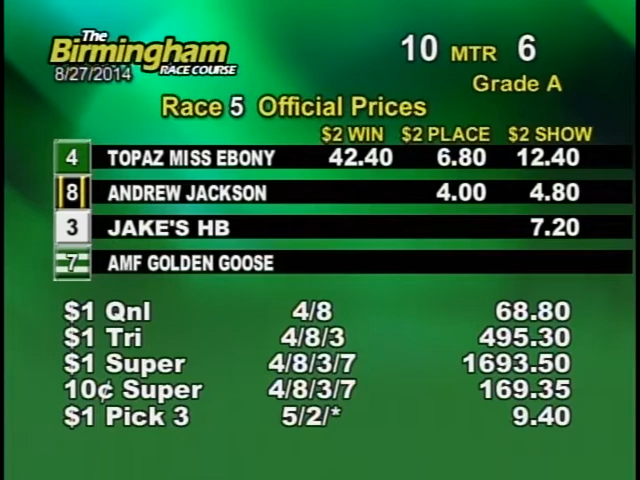 The
Birmingham
RACE COURSE
8/27/2014
10 MTR 6
Grade A
Race 5 Official Prices
$2 WIN $2 PLACE $2 SHOW
4 TOPAZ MISS EBONY 42.40 6.80 12.40
8 ANDREW JACKSON 4.00 4.80
3 JAKE'S HB 7.20
7 AMF GOLDEN GOOSE
$1 Qnl 4/8 68.80
$1 Tri 4/8/3 495.30
$1 Super 4/8/3/7 1693.50
10¢ Super 4/8/3/7 169.35
$1 Pick 3 5/2/* 9.40